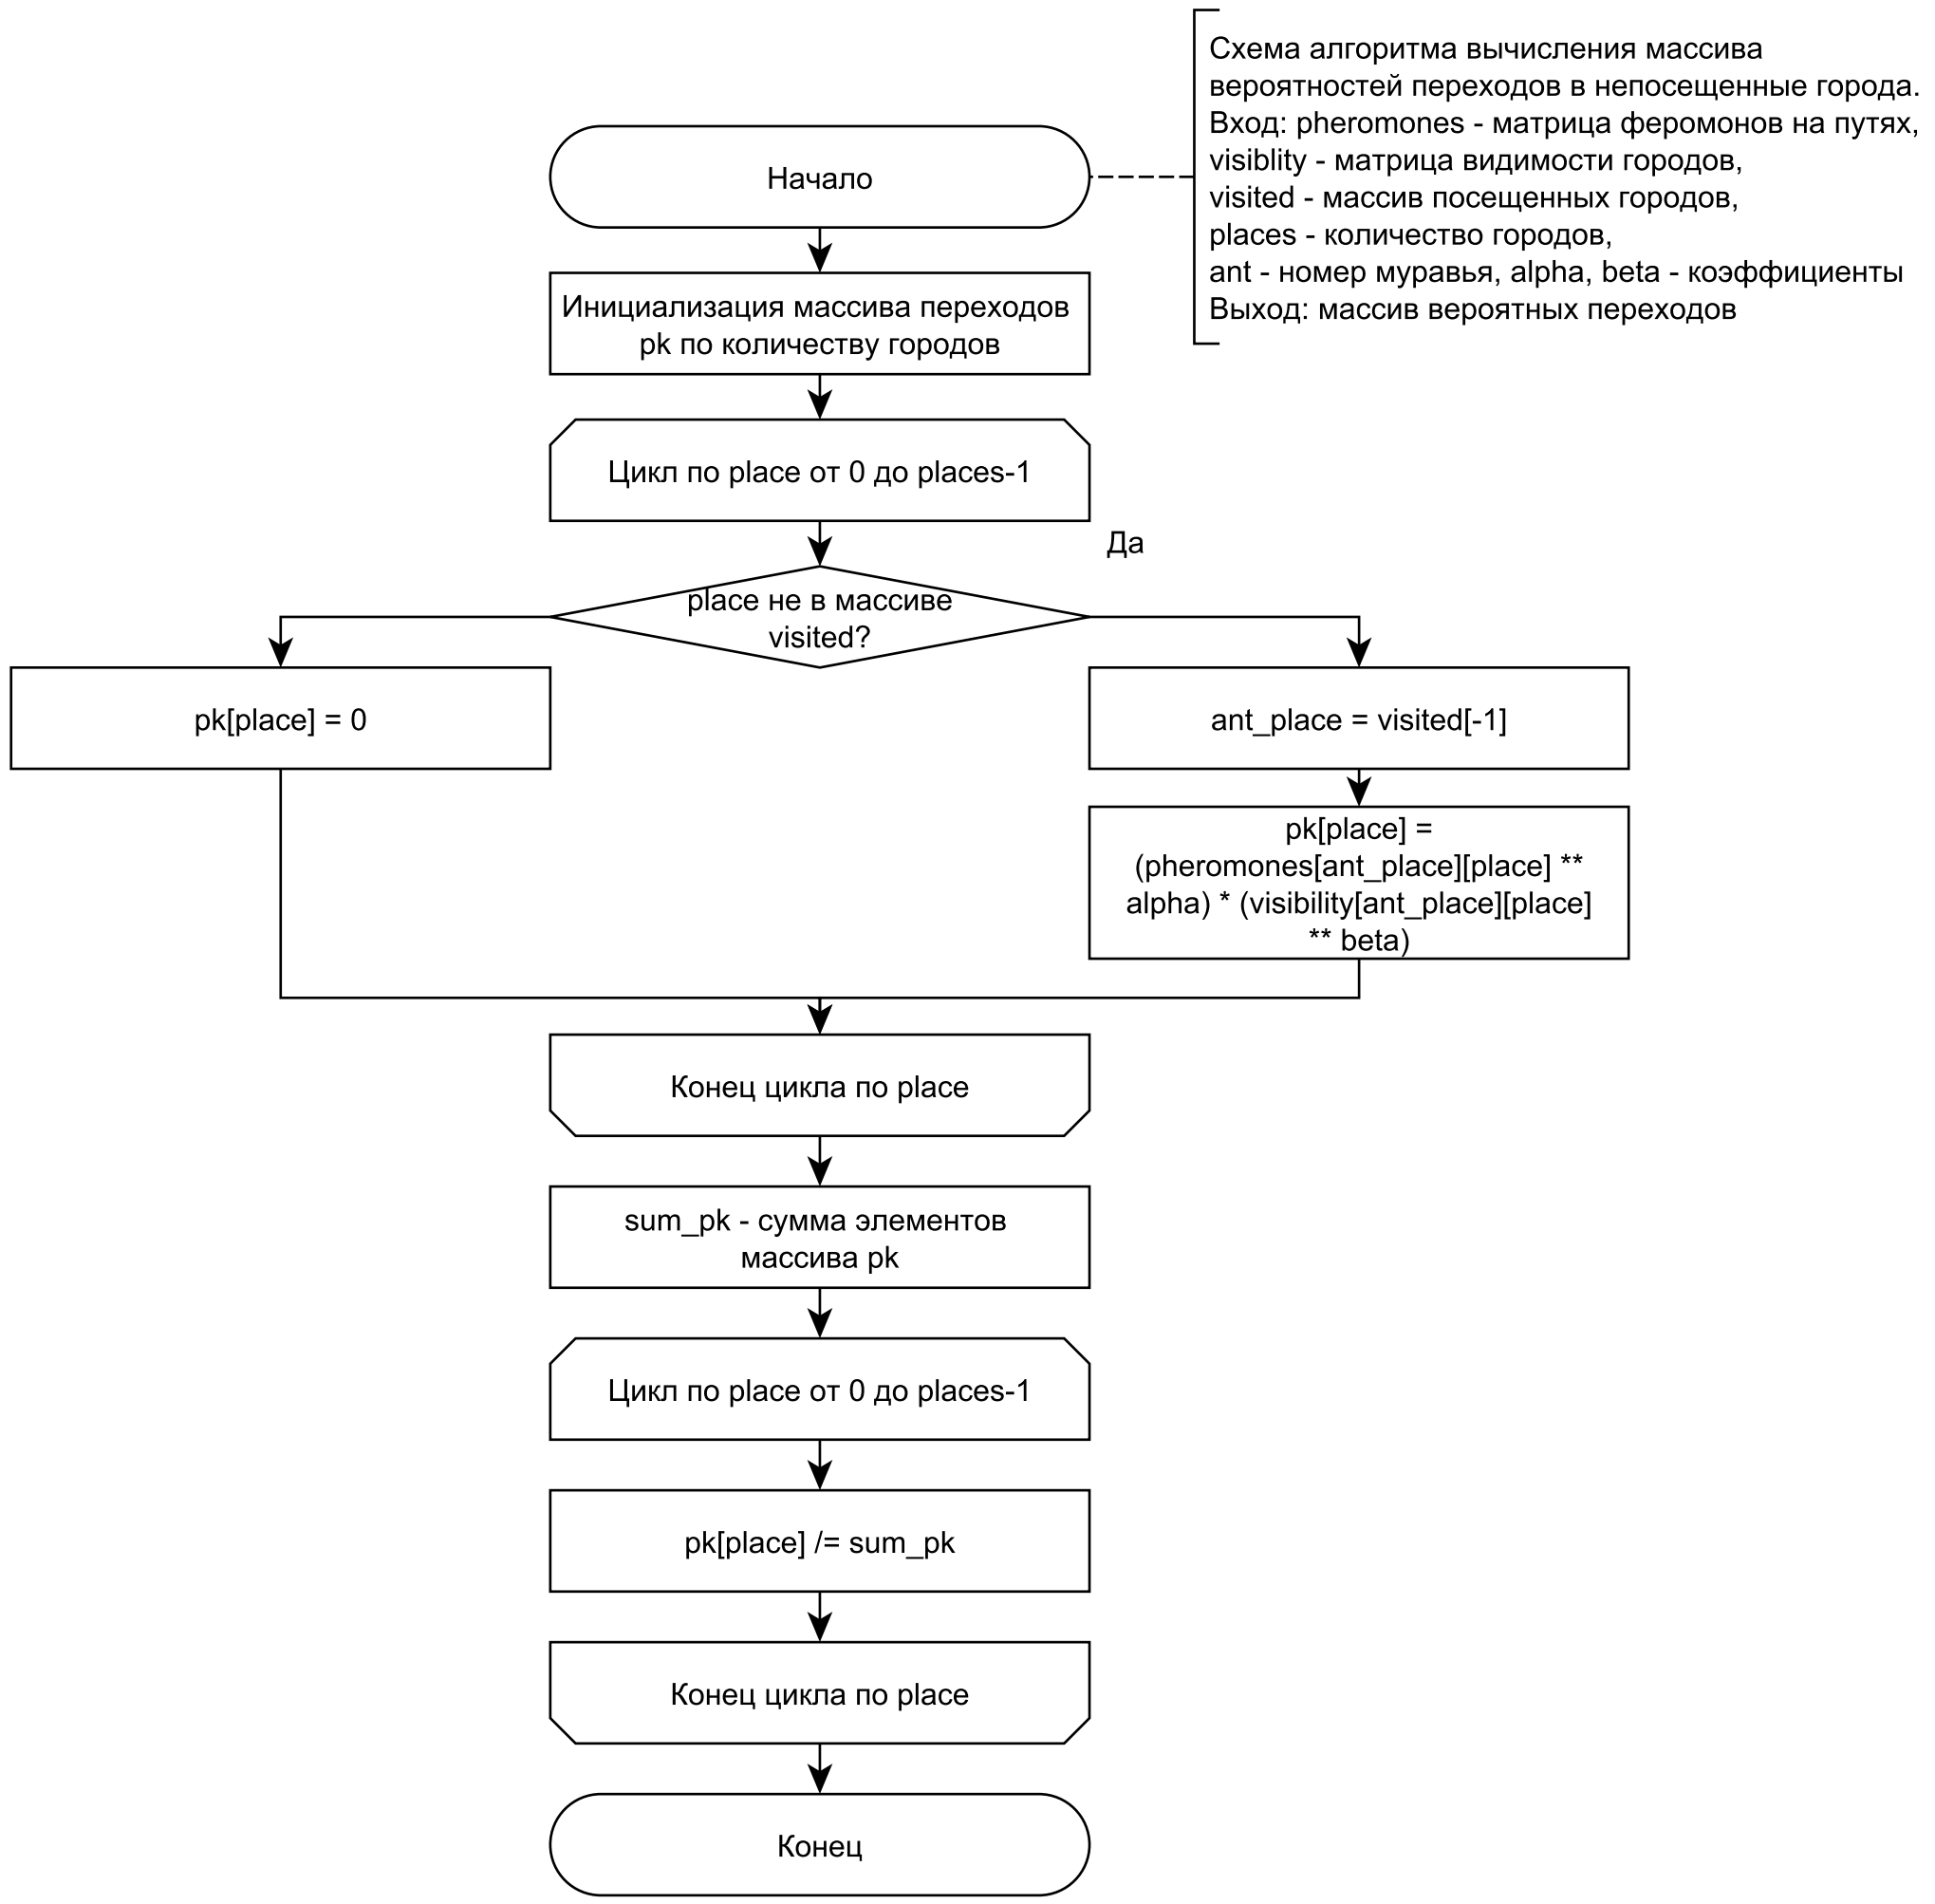 Схема алгоритма вычисления массива
вероятностей переходов в непосещенные города.
Вход: pheromones - матрица феромонов на путях,
visiblity - матрица видимости городов,
visited - массив посещенных городов,
places - количество городов,
ant - номер муравья, alpha, beta - коэффициенты
Выход: массив вероятных переходов
Начало
Инициализация массива переходов
pk по количеству городов
Цикл по place от 0 до places-1
Да
place не в массиве
visited?
pk[place] = 0
ant_place = visited[-1]
pk[place] =
(pheromones[ant_place][place] **
alpha) * (visibility[ant_place][place]
** beta)
Конец цикла по place
sum_pk - сумма элементов
массива pk
Цикл по place от 0 до places-1
pk[place] /= sum_pk
Конец цикла по place
Конец